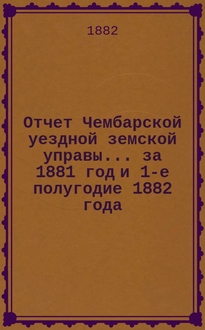 1882
Отчет Чембарской
уездной земской
управы... за
1881 год и 1-е
полугодие 1882
года